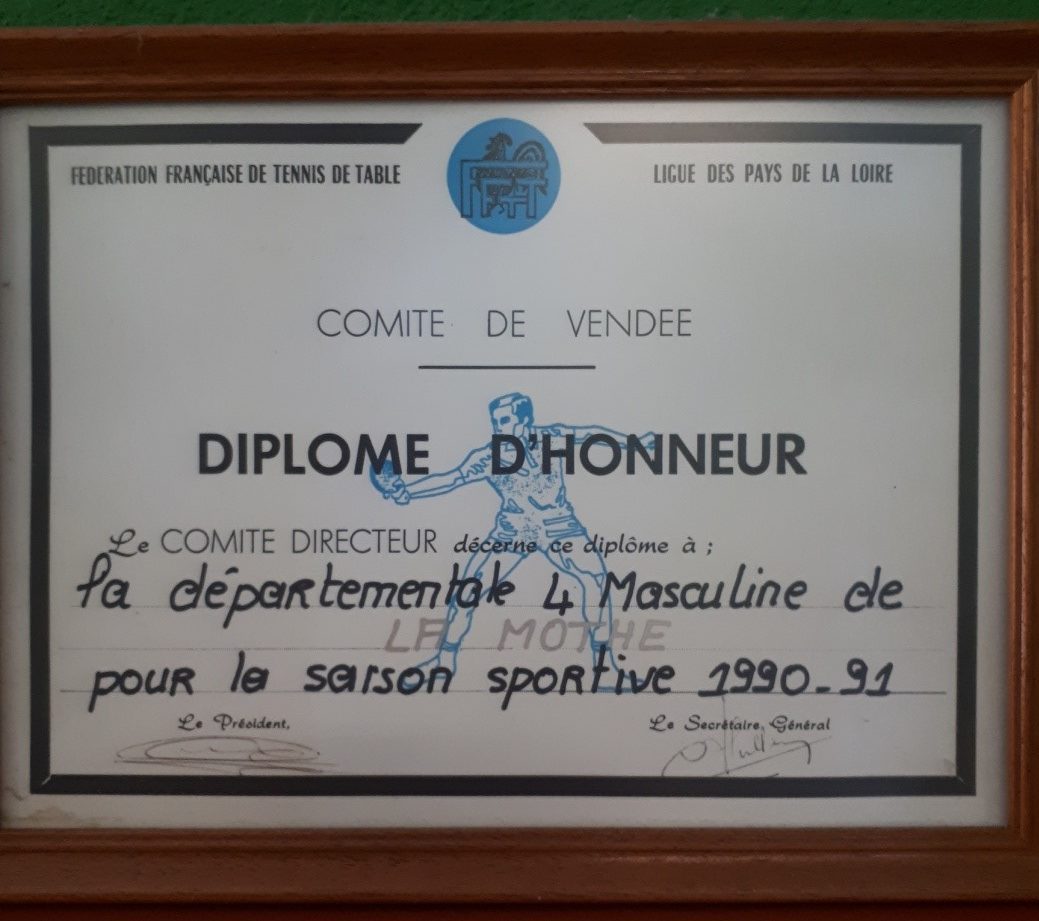 FEDERATION FRANÇAISE DE TENNIS DE TABLE
LIGUE DES PAYS DE LA LOIRE
COMITE DE VENDEE
DIPLOME D'HONNEUR
Le COMITE DIRECTEUR décerne ce diplôme à ;
la départementale 4 Masculine de
LA MOTHE
pour la saison sportive 1990-91
Le Président,
Le Secrétaire Général